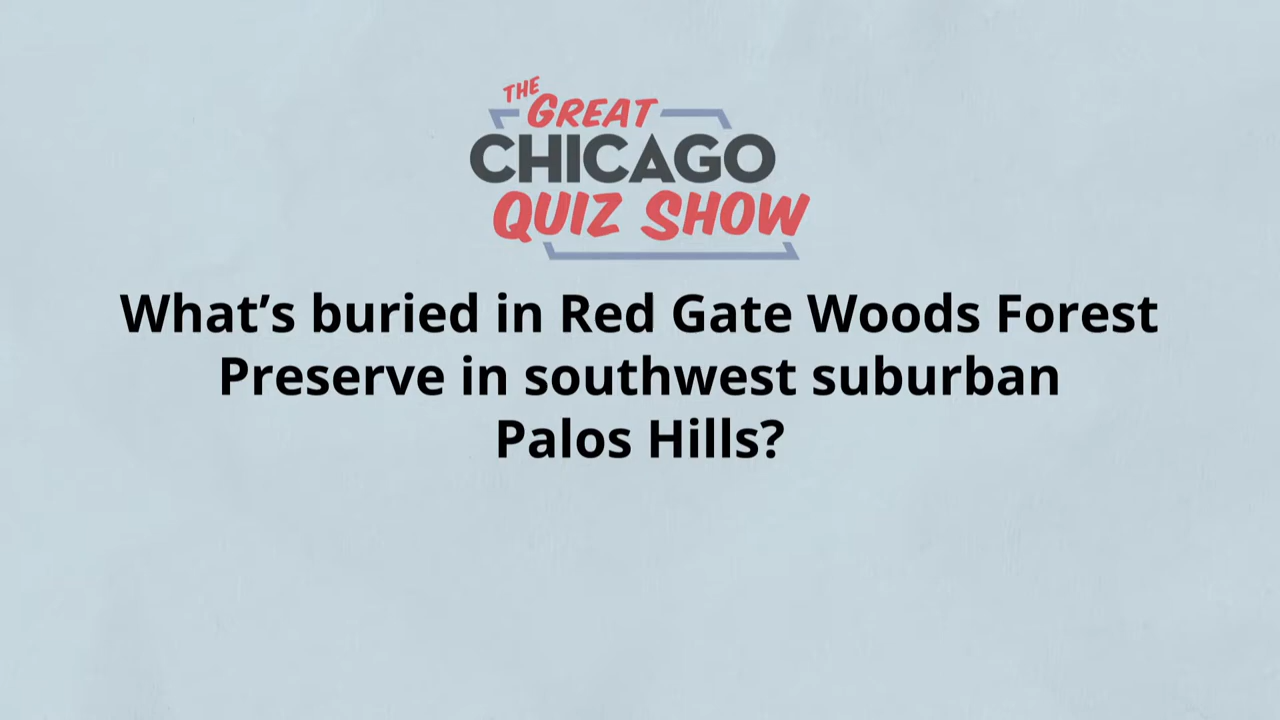 THE
GREAT
CHICAGO
QUIZ SHOW
What’s buried in Red Gate Woods Forest
Preserve in southwest suburban
Palos Hills?